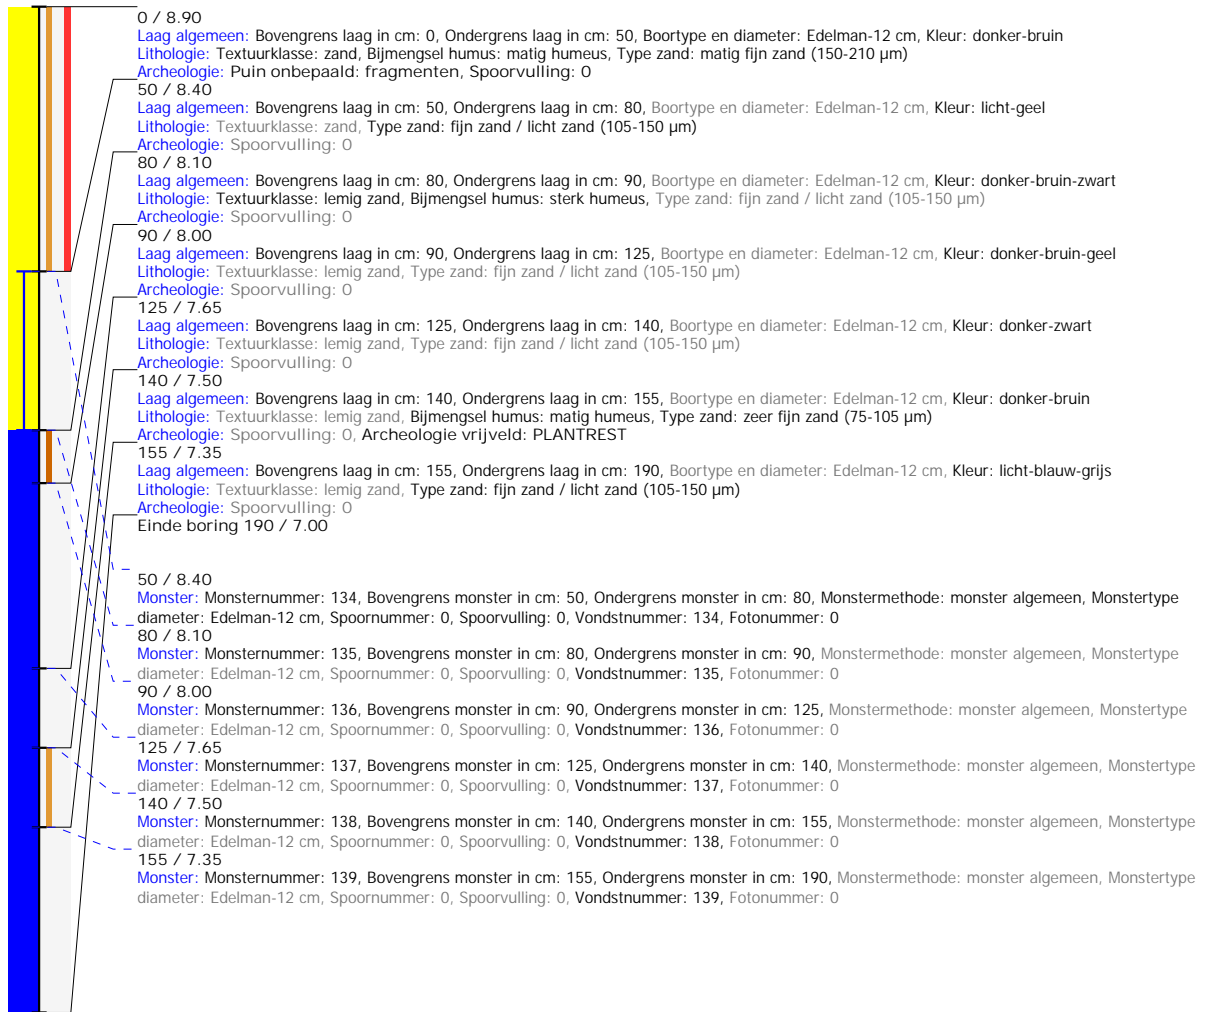 0 / 8.90
Laag algemeen: Bovengrens laag in cm: 0, Ondergrens laag in cm: 50, Boortype en diameter: Edelman-12 cm, Kleur: donker-bruin
Lithologie: Textuurklasse: zand, Bijmengsel humus: matig humeus, Type zand: matig fijn zand (150-210 µm)
Archeologie: Puin onbepaald: fragmenten, Spoorvulling: 0
50 / 8.40
Laag algemeen: Bovengrens laag in cm: 50, Ondergrens laag in cm: 80, Boortype en diameter: Edelman-12 cm, Kleur: licht-geel
Lithologie: Textuurklasse: zand, Type zand: fijn zand / licht zand (105-150 µm)
Archeologie: Spoorvulling: 0
80 / 8.10
Laag algemeen: Bovengrens laag in cm: 80, Ondergrens laag in cm: 90, Boortype en diameter: Edelman-12 cm, Kleur: donker-bruin-zwart
Lithologie: Textuurklasse: lemig zand, Bijmengsel humus: sterk humeus, Type zand: fijn zand / licht zand (105-150 µm)
Archeologie: Spoorvulling: 0
90 / 8.00
Laag algemeen: Bovengrens laag in cm: 90, Ondergrens laag in cm: 125, Boortype en diameter: Edelman-12 cm, Kleur: donker-bruin-geel
Lithologie: Textuurklasse: lemig zand, Type zand: fijn zand / licht zand (105-150 µm)
Archeologie: Spoorvulling: 0
125 / 7.65
Laag algemeen: Bovengrens laag in cm: 125, Ondergrens laag in cm: 140, Boortype en diameter: Edelman-12 cm, Kleur: donker-zwart
Lithologie: Textuurklasse: lemig zand, Type zand: fijn zand / licht zand (105-150 µm)
Archeologie: Spoorvulling: 0
140 / 7.50
Laag algemeen: Bovengrens laag in cm: 140, Ondergrens laag in cm: 155, Boortype en diameter: Edelman-12 cm, Kleur: donker-bruin
Lithologie: Textuurklasse: lemig zand, Bijmengsel humus: matig humeus, Type zand: zeer fijn zand (75-105 µm)
Archeologie: Spoorvulling: 0, Archeologie vrijveld: PLANTREST
155 / 7.35
Laag algemeen: Bovengrens laag in cm: 155, Ondergrens laag in cm: 190, Boortype en diameter: Edelman-12 cm, Kleur: licht-blauw-grijs
Lithologie: Textuurklasse: lemig zand, Type zand: fijn zand / licht zand (105-150 µm)
Archeologie: Spoorvulling: 0
Einde boring 190 / 7.00
50 / 8.40
Monster: Monsternummer: 134, Bovengrens monster in cm: 50, Ondergrens monster in cm: 80, Monstermethode: monster algemeen, Monstertype
diameter: Edelman-12 cm, Spoornummer: 0, Spoorvulling: 0, Vondstnummer: 134, Fotonummer: 0
80 / 8.10
Monster: Monsternummer: 135, Bovengrens monster in cm: 80, Ondergrens monster in cm: 90, Monstermethode: monster algemeen, Monstertype
diameter: Edelman-12 cm, Spoornummer: 0, Spoorvulling: 0, Vondstnummer: 135, Fotonummer: 0
90 / 8.00
Monster: Monsternummer: 136, Bovengrens monster in cm: 90, Ondergrens monster in cm: 125, Monstermethode: monster algemeen, Monstertype
diameter: Edelman-12 cm, Spoornummer: 0, Spoorvulling: 0, Vondstnummer: 136, Fotonummer: 0
125 / 7.65
Monster: Monsternummer: 137, Bovengrens monster in cm: 125, Ondergrens monster in cm: 140, Monstermethode: monster algemeen, Monstertype
diameter: Edelman-12 cm, Spoornummer: 0, Spoorvulling: 0, Vondstnummer: 137, Fotonummer: 0
140 / 7.50
Monster: Monsternummer: 138, Bovengrens monster in cm: 140, Ondergrens monster in cm: 155, Monstermethode: monster algemeen, Monstertype
diameter: Edelman-12 cm, Spoornummer: 0, Spoorvulling: 0, Vondstnummer: 138, Fotonummer: 0
155 / 7.35
Monster: Monsternummer: 139, Bovengrens monster in cm: 155, Ondergrens monster in cm: 190, Monstermethode: monster algemeen, Monstertype
diameter: Edelman-12 cm, Spoornummer: 0, Spoorvulling: 0, Vondstnummer: 139, Fotonummer: 0